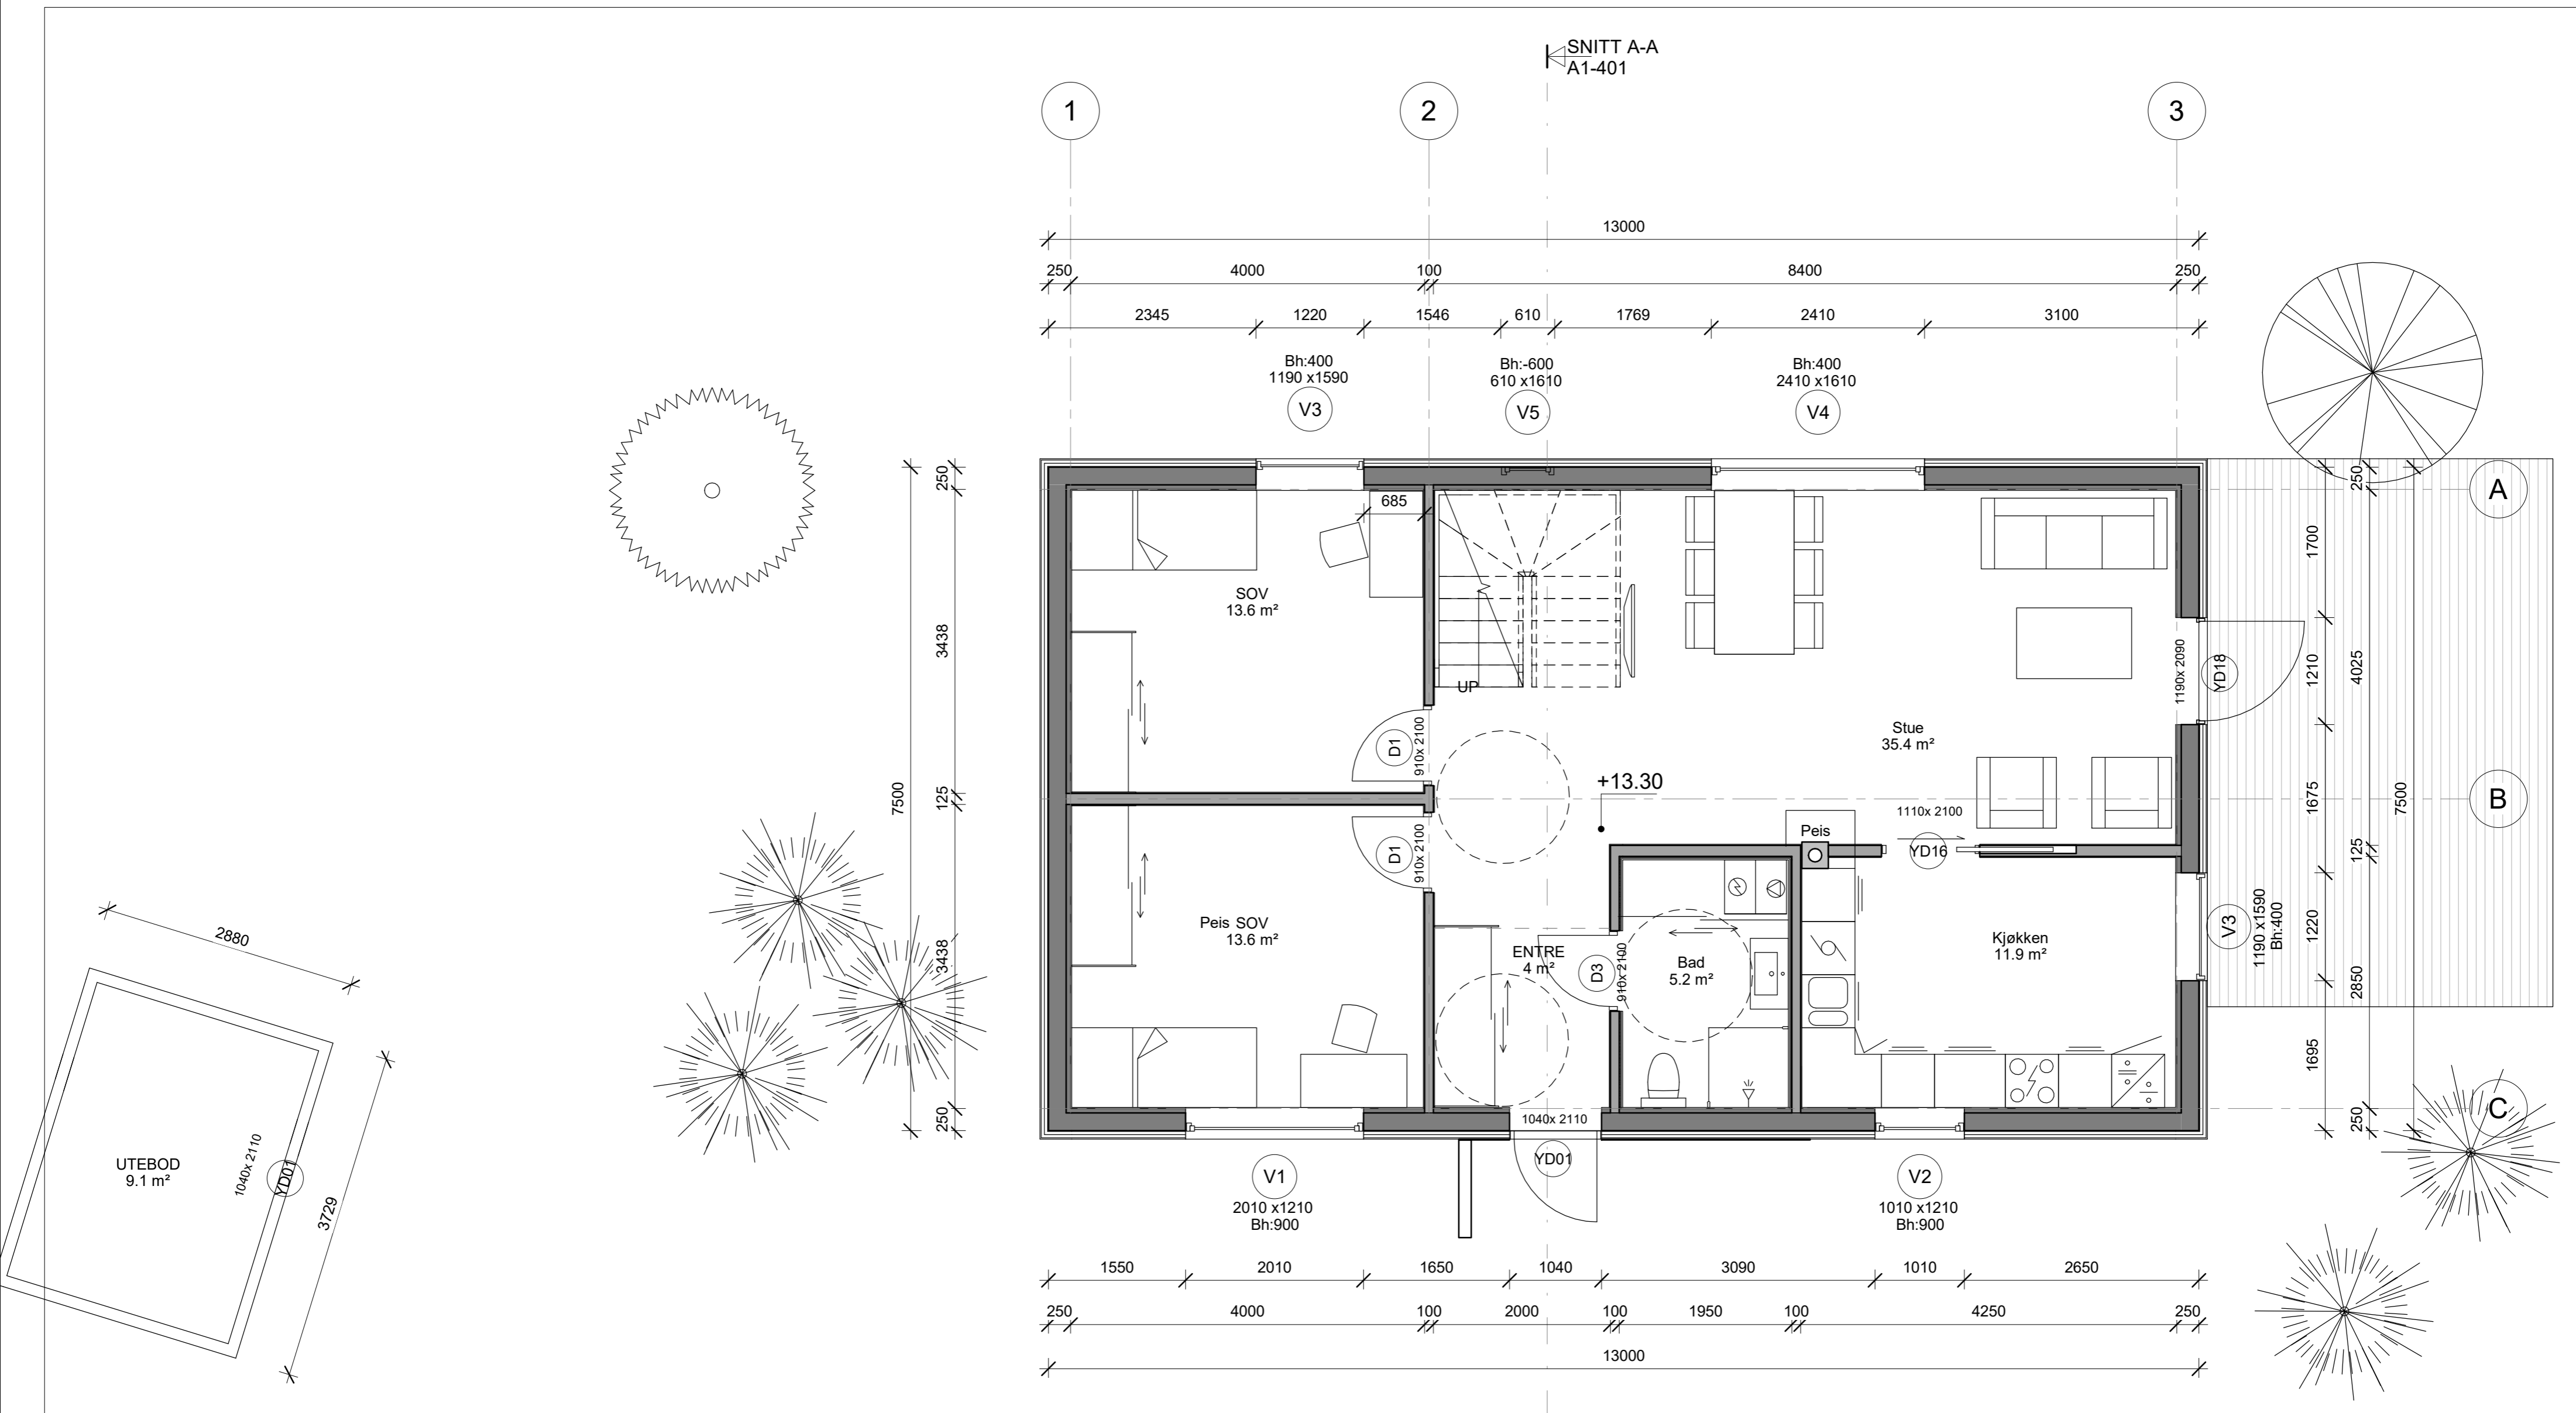 SNITT A-A
A1-401
1
2
3
13000
250
4000
100
8400
250
2345
1220
1546
610
1769
2410
3100
Bh:400
1190 x1590
V3
Bh:-600
610 x1610
V5
Bh:400
2410 x1610
V4
250
3438
125
3438
250
7500
685
SOV
13.6 m²
UP
D1
910x 2100
D1
910x 2100
Peis SOV
13.6 m²
+13.30
Stue
35.4 m²
1190x 2090
YD18
Peis
1110x 2100
YD16
ENTRE
4 m²
D3
910x 2100
Bad
5.2 m²
Kjøkken
11.9 m²
V3
1190 x1590
Bh:400
1040x 2110
YD01
V1
2010 x1210
Bh:900
V2
1010 x1210
Bh:900
250
1700
1210
4025
1675
7500
125
1220
2850
1695
250
A
B
C
2880
3729
UTEBOD
9.1 m²
1040x 2110
YD01
1550
2010
1650
1040
3090
1010
2650
250
4000
100
2000
100
1950
100
4250
250
13000